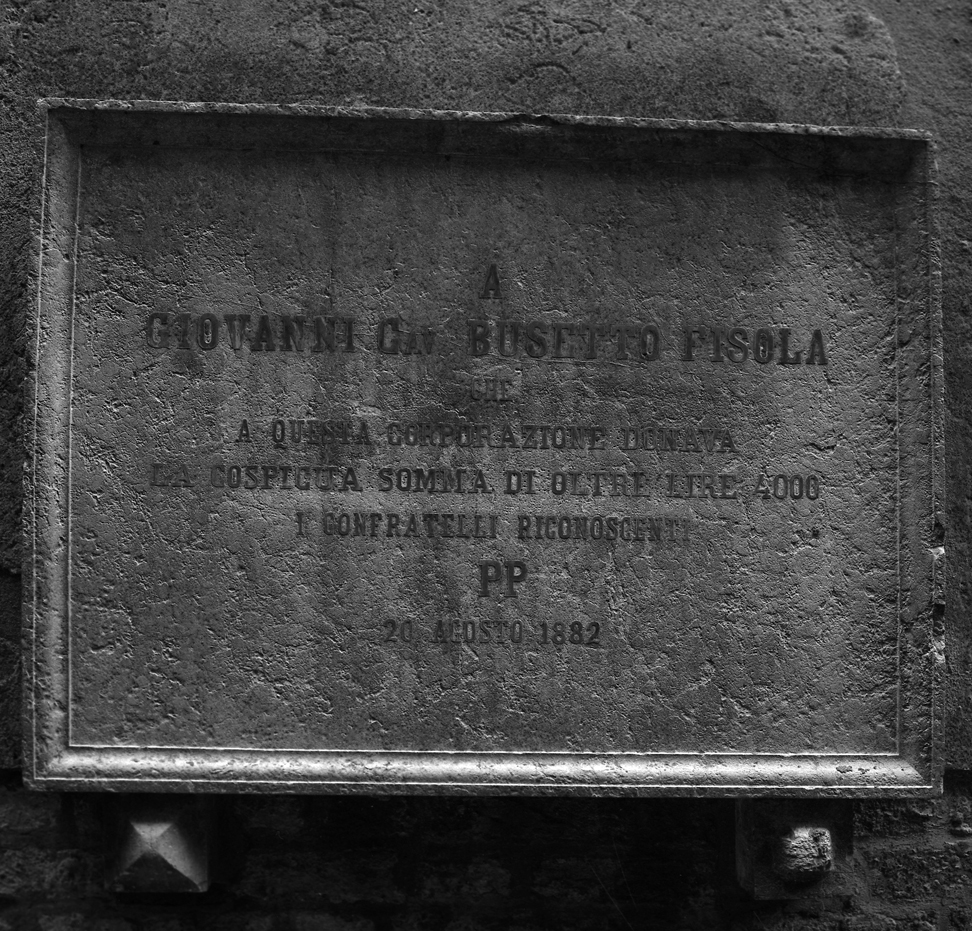 A
GIOVANNI CAV BUSETTO FISOLA
CHE
A QUESTA CORPORAZIONE DONAVA
LA COSPICUA SOMMA DI OLTRE LIRE 4000
I CONFRATELLI RICONOSCENTI
PP
20 AGOSTO 1882